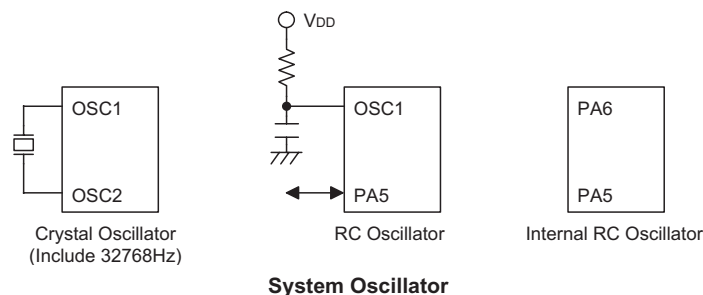 VDD
OSC1
OSC2
Crystal Oscillator
(Include 32768Hz)
OSC1
PA5
RC Oscillator
PA6
PA5
Internal RC Oscillator
System Oscillator